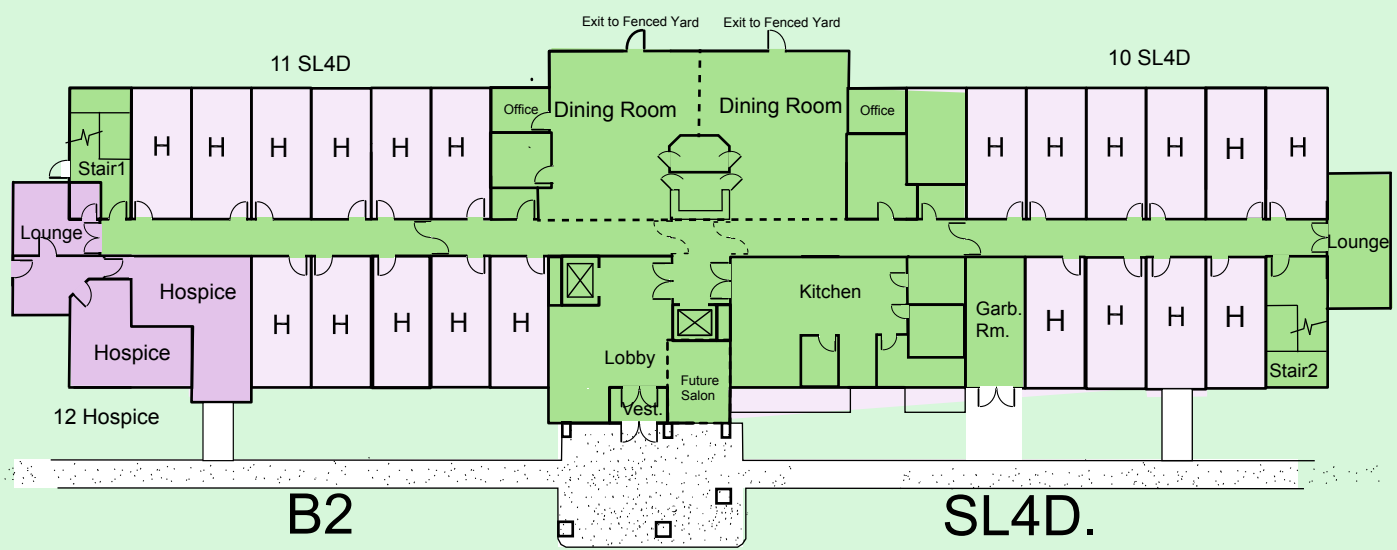 Exit to Fenced Yard Exit to Fenced Yard
11 SL4D
10 SL4D
Office
Dining Room
Dining Room
Office
H H H H H H
H H H H H H
Stair1
Lounge
Lounge
Hospice
Kitchen
Garb.
Rm.
H H H H H
H H H H
Hospice
Lobby
Future
Salon
Stair2
Vest.
12 Hospice
B2
SL4D.